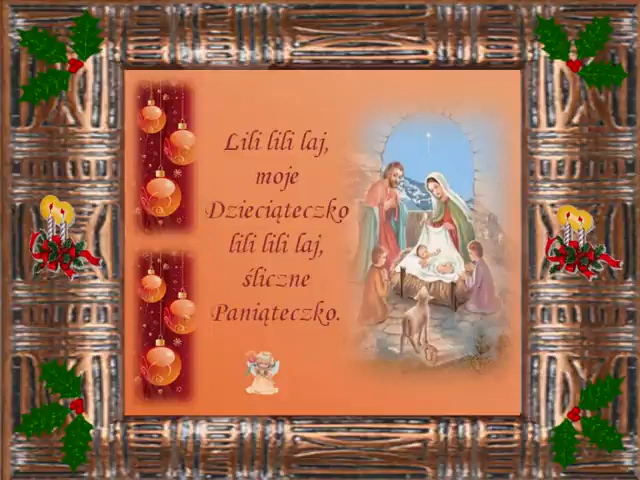 Lili lili laj,
moje
Dzieciąteczko
lili lili laj,
śliczne
Paniąteczko.